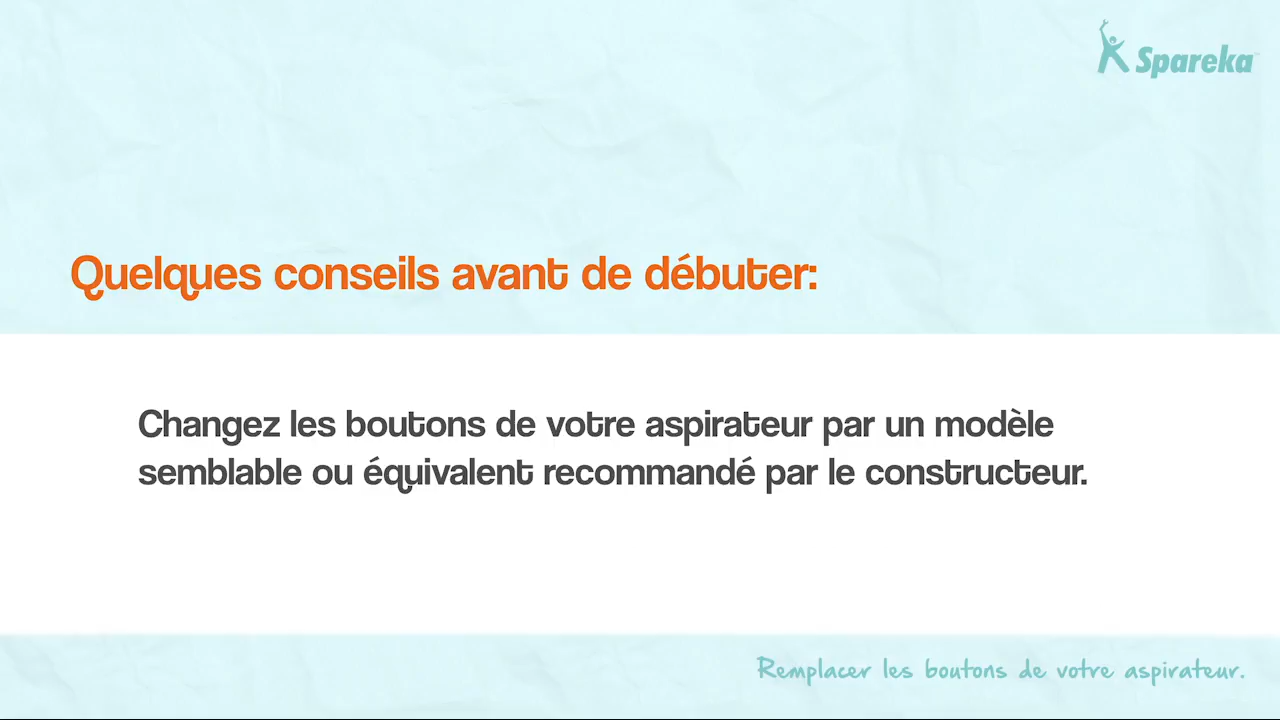 Spareka
Quelques conseils avant de débuter:
Changez les boutons de votre aspirateur par un modèle
semblable ou équivalent recommandé par le constructeur.
Remplacer les boutons de votre aspirateur.